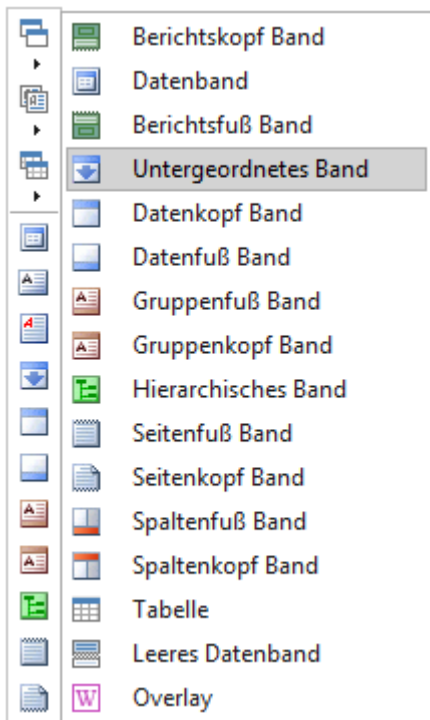 Berichtskopf Band
Datenband
Berichtsfuß Band
Untergeordnetes Band
Datenkopf Band
Datenfuß Band
Gruppenfuß Band
Gruppenkopf Band
Hierarchisches Band
Seitenfuß Band
Seitenkopf Band
Spaltenfuß Band
Spaltenkopf Band
Tabelle
Leeres Datenband
Overlay